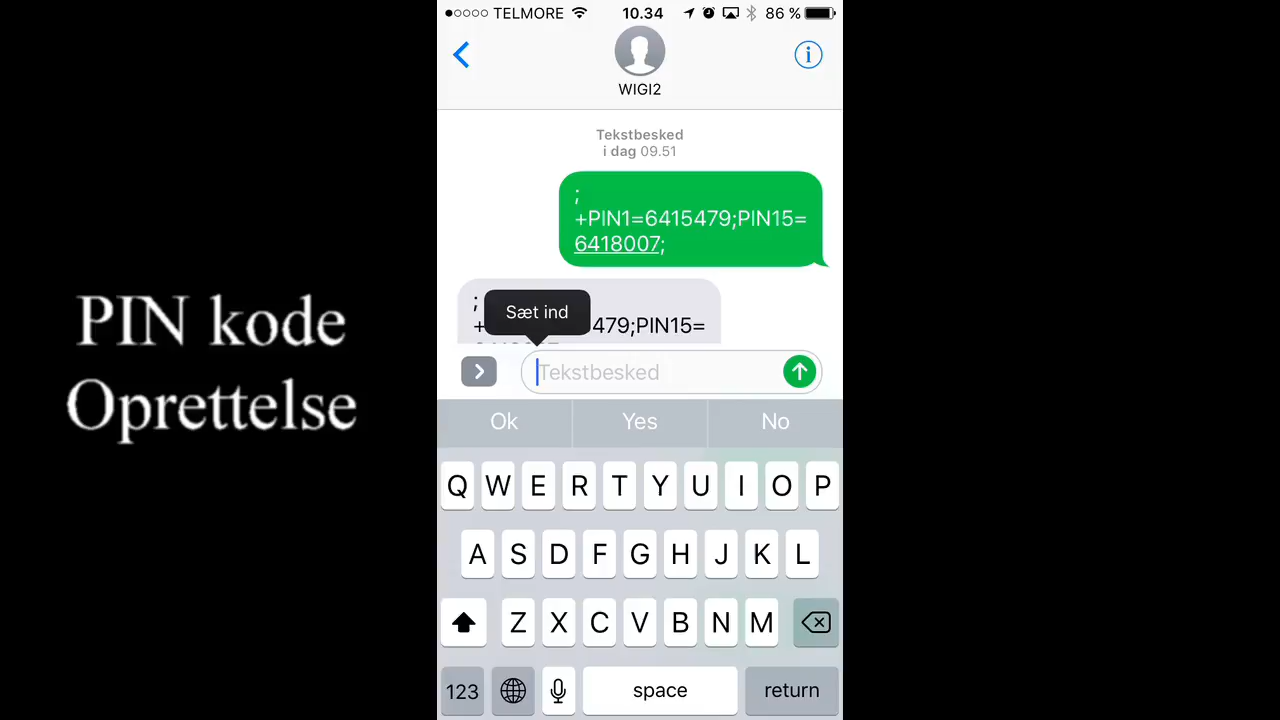 PIN kode
Oprettelse
TELMORE 10.34 86 %
WIGI2
Tekstbesked
i dag 09.51
;
+PIN1=6415479;PIN15=
6418007;
;
+ 479;PIN15=
Sæt ind
Tekstbesked
Ok Yes No
Q W E R T Y U I O P
A S D F G H J K L
Z X C V B N M
123 space return